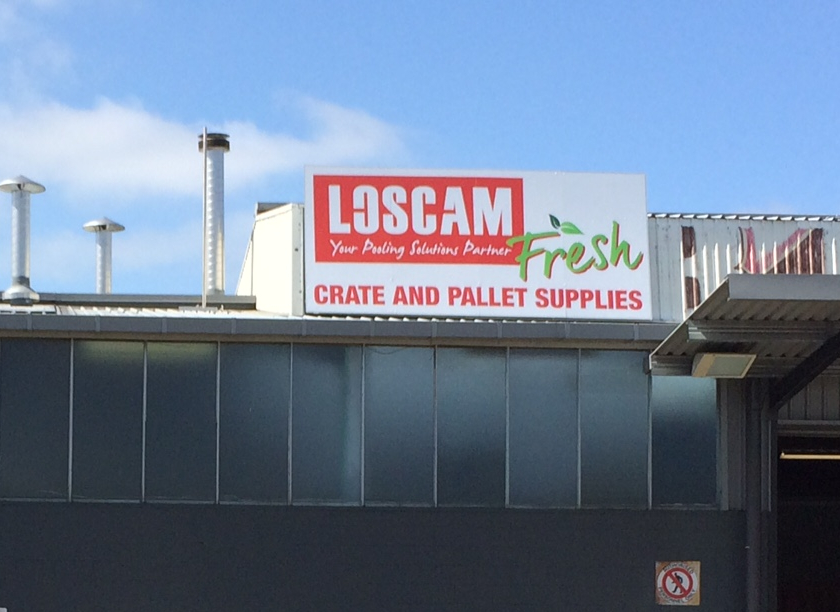 LOSCAM
Your Pooling Solutions Partner
Fresh
CRATE AND PALLET SUPPLIES